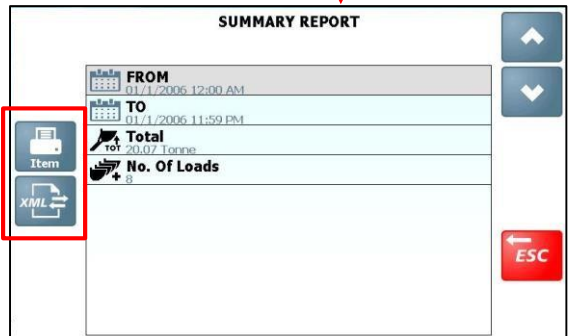 SUMMARY REPORT
FROM
01/1/2006 12:00 AM
TO
01/1/2006 11:59 PM
Total
TOT
20.07 Tonne
No. Of Loads
8
Item
XML
ESC